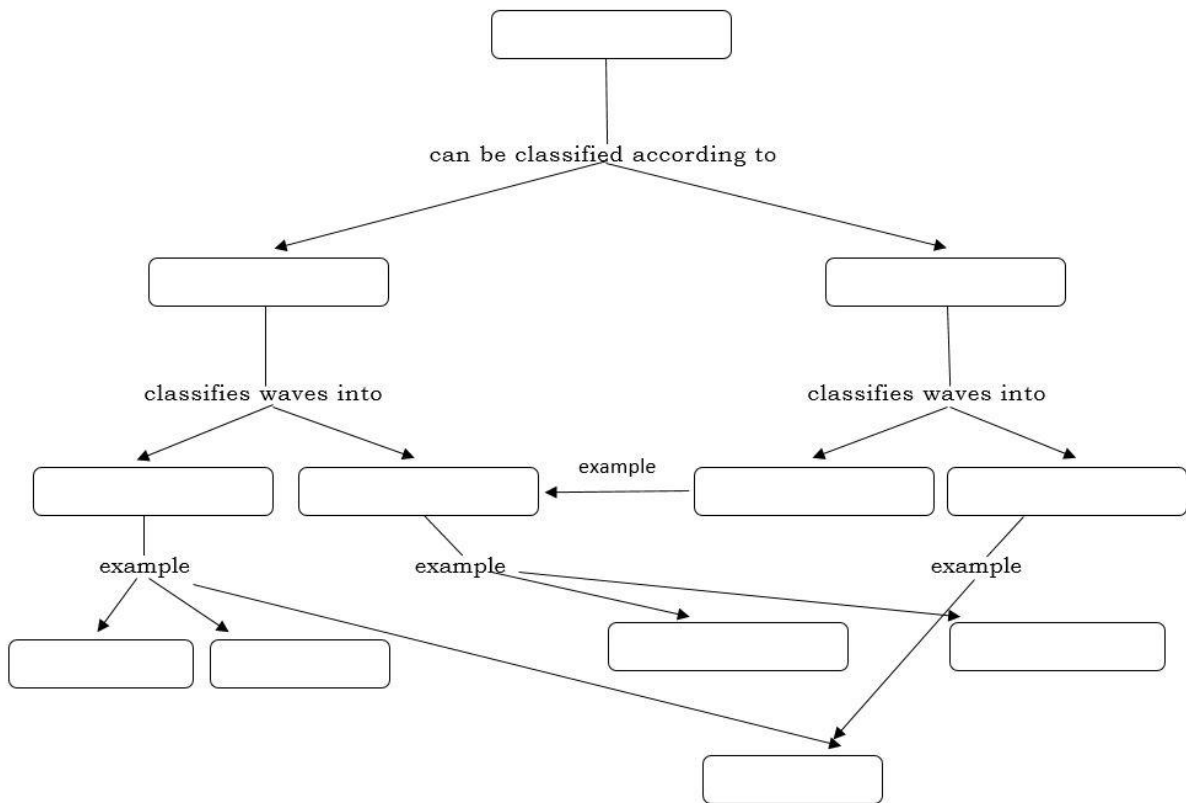 can be classified according to
classifies waves into
classifies waves into
example
example
example
example